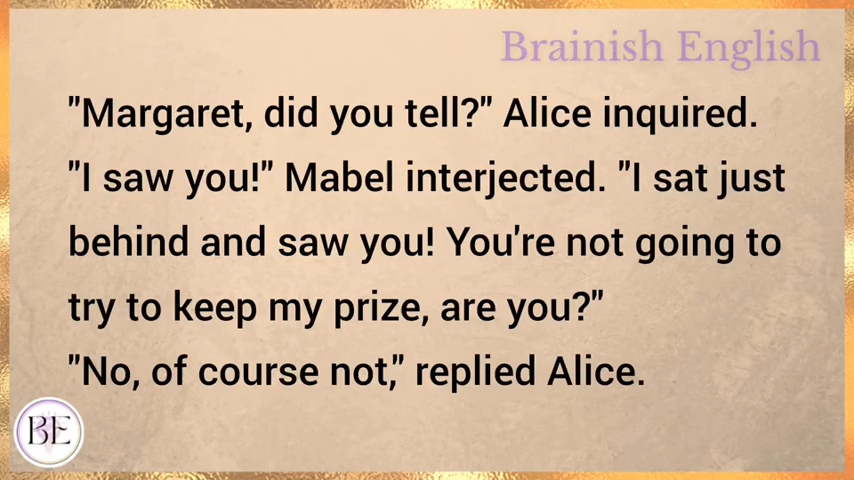 Brainish English
"Margaret, did you tell?" Alice inquired.
"I saw you!" Mabel interjected. "I sat just
behind and saw you! You're not going to
try to keep my prize, are you?"
"No, of course not," replied Alice.
BE